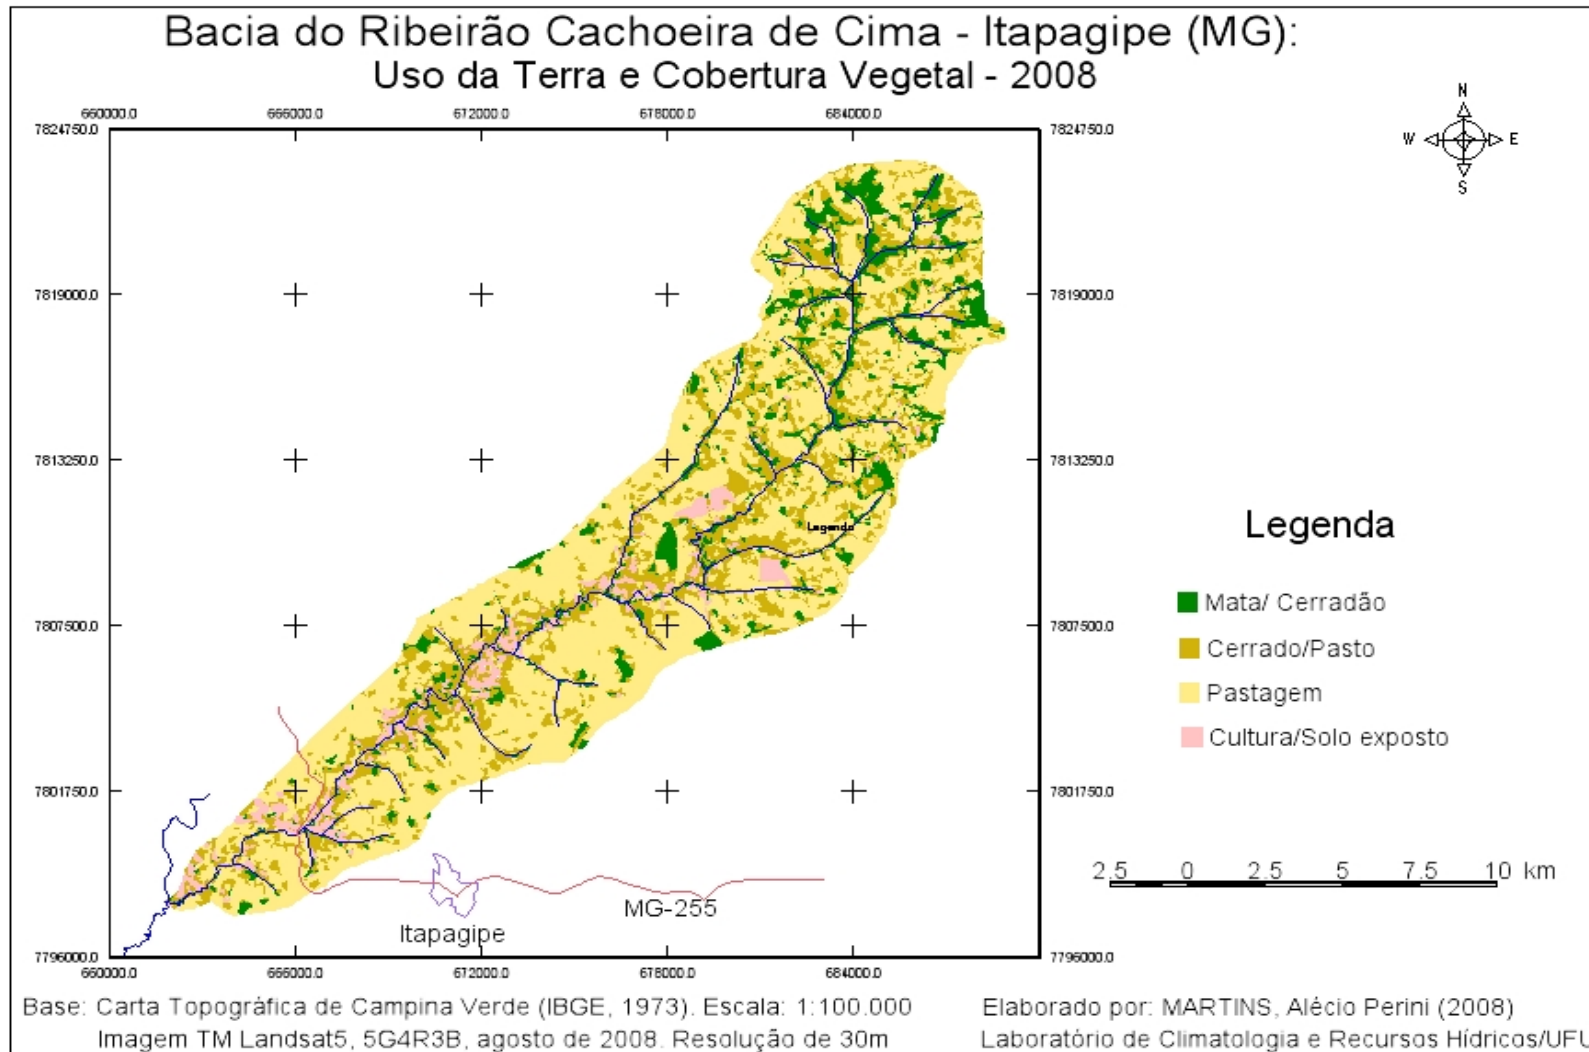 Bacia do Ribeirão Cachoeira de Cima - Itapagipe (MG):
Uso da Terra e Cobertura Vegetal - 2008
660000.0 666000.0 672000.0 678000.0 684000.0
7824750.0 7824750.0
N
W E
S
7819000.0 7819000.0
7813250.0 7813250.0
Legenda
Legenda
Mata/ Cerradão
7807500.0 7807500.0
Cerrado/Pasto
Pastagem
Cultura/Solo exposto
7801750.0 7801750.0
2.5 0 2.5 5 7.5 10 km
MG-255
Itapagipe
7796000.0 7796000.0
660000.0 666000.0 672000.0 678000.0 684000.0
Base: Carta Topográfica de Campina Verde (IBGE, 1973). Escala: 1:100.000
Elaborado por: MARTINS, Alécio Perini (2008)
Imagem TM Landsat5, 5G4R3B, agosto de 2008. Resolução de 30m
Laboratório de Climatologia e Recursos Hídricos/UFU